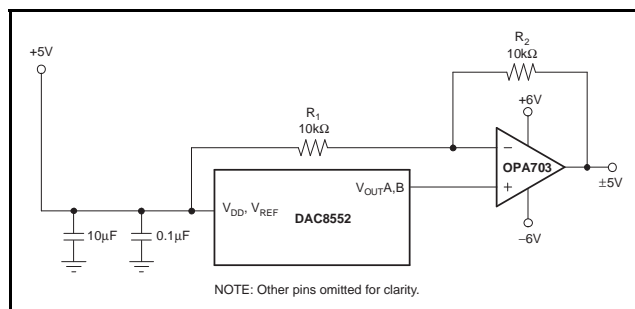 R2
10kΩ
+5V
R1
10kΩ
+6V
−
OPA703
+
±5V
VOUTA,B
VDD, VREF
DAC8552
−6V
10µF
0.1µF
NOTE: Other pins omitted for clarity.